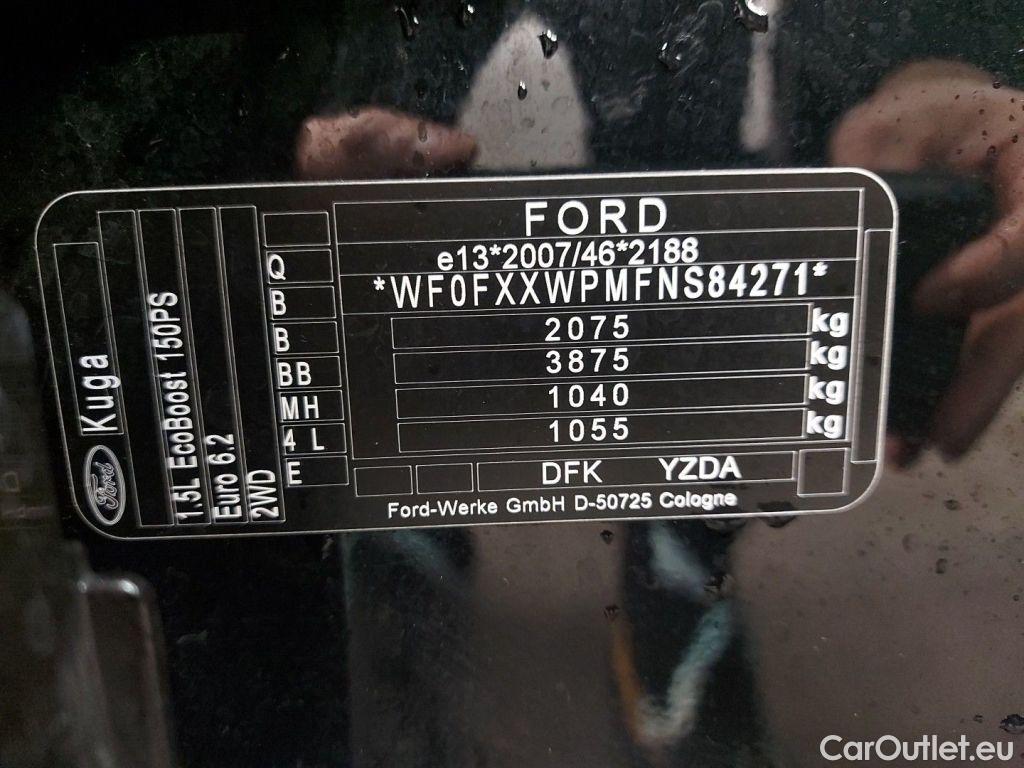 FORD
e13*2007/46*2188
*WF0FXXWPMFNS84271*
2075 kg
3875 kg
1040 kg
1055 kg
DFK YZDA
Ford-Werke GmbH D-50725 Cologne
Q
B
B
BB
MH
4 L
E
Ford Kuga
1.5L EcoBoost 150PS
Euro 6.2
2WD
CarOutlet.eu